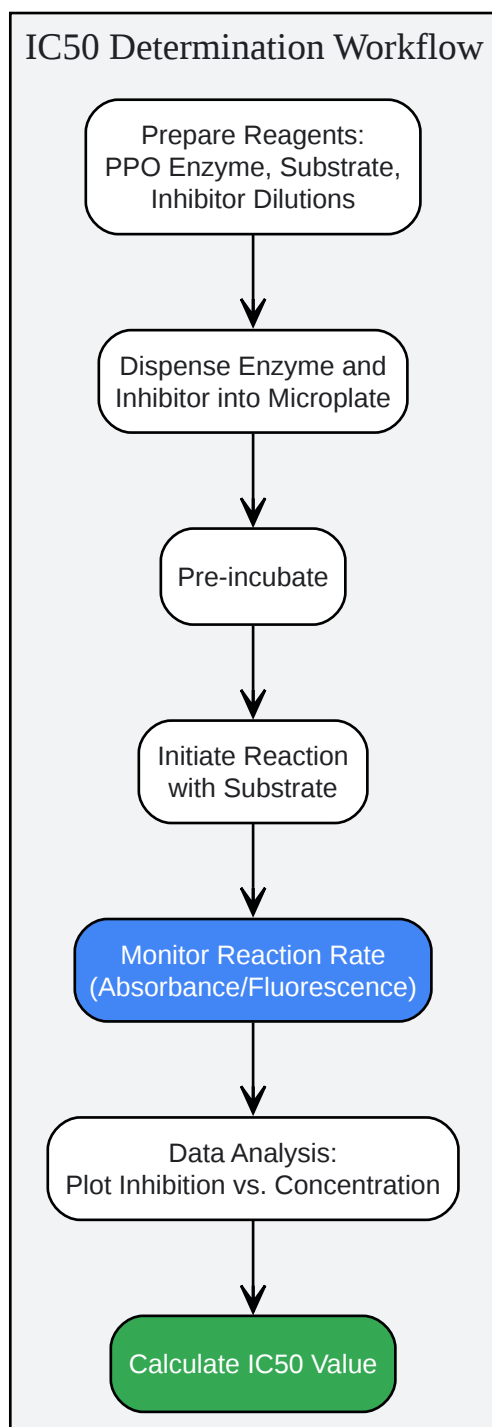 IC50 Determination Workflow
Prepare Reagents:
PPO Enzyme, Substrate,
Inhibitor Dilutions
Dispense Enzyme and
Inhibitor into Microplate
Pre-incubate
Initiate Reaction
with Substrate
Monitor Reaction Rate
(Absorbance/Fluorescence)
Data Analysis:
Plot Inhibition vs. Concentration
Calculate IC50 Value